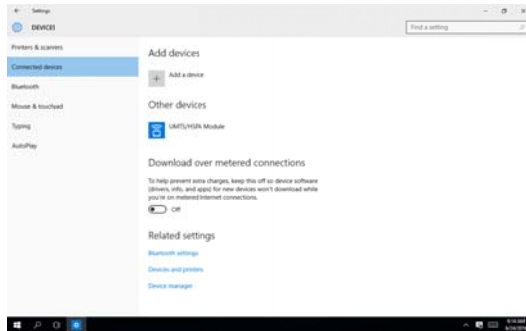 Settings
DEVICES
Find a setting
Printers & scanners
Connected devices
Bluetooth
Mouse & touchpad
Typing
AutoPlay
Add devices
Add a device
Other devices
UMTS/HSPA Module
Download over metered connections
To help prevent extra charges, keep this off so device software
(drivers, info, and apps) for new devices won't download while
you're on metered Internet connections.
Off
Related settings
Bluetooth settings
Devices and printers
Device manager